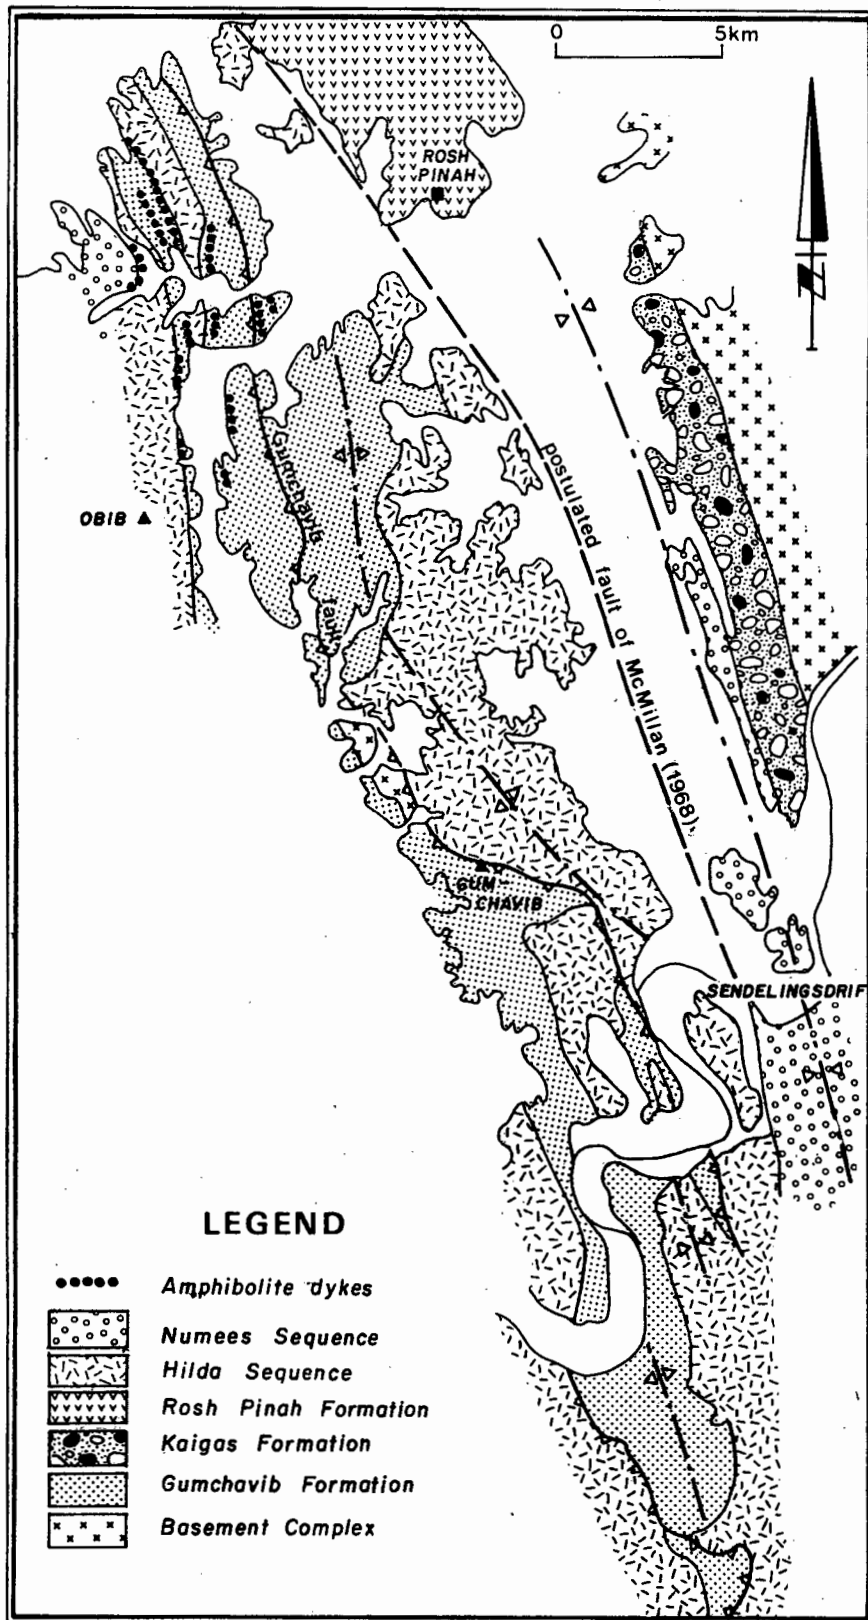 0 5km
ROSH
PINAH
N
OBIB
Gumchavib
fault
postulated fault of McMillan (1968)
GUM
CHAVIB
SENDELINGSDRIF
LEGEND
Amphibolite dykes
Numees Sequence
Hilda Sequence
Rosh Pinah Formation
Kaigas Formation
Gumchavib Formation
Basement Complex